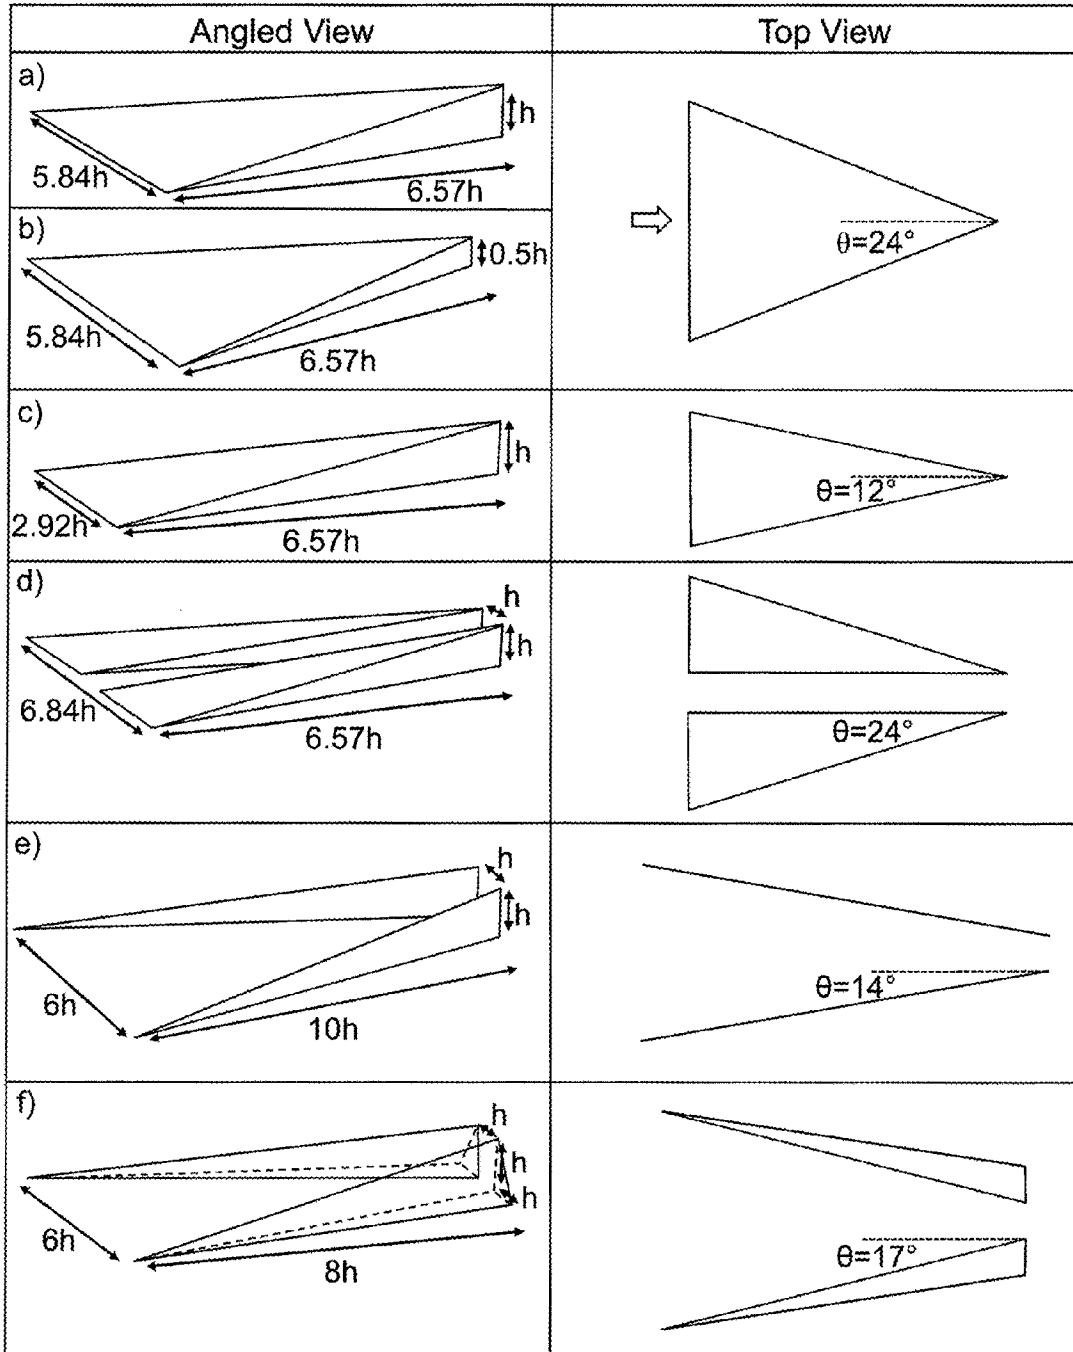 Angled View
Top View
a)
h
5.84h
6.57h
b)
0.5h
5.84h
6.57h
θ=24°
c)
h
2.92h
6.57h
θ=12°
d)
h
h
6.84h
6.57h
θ=24°
e)
h
h
6h
10h
θ=14°
f)
h
h
h
6h
8h
θ=17°